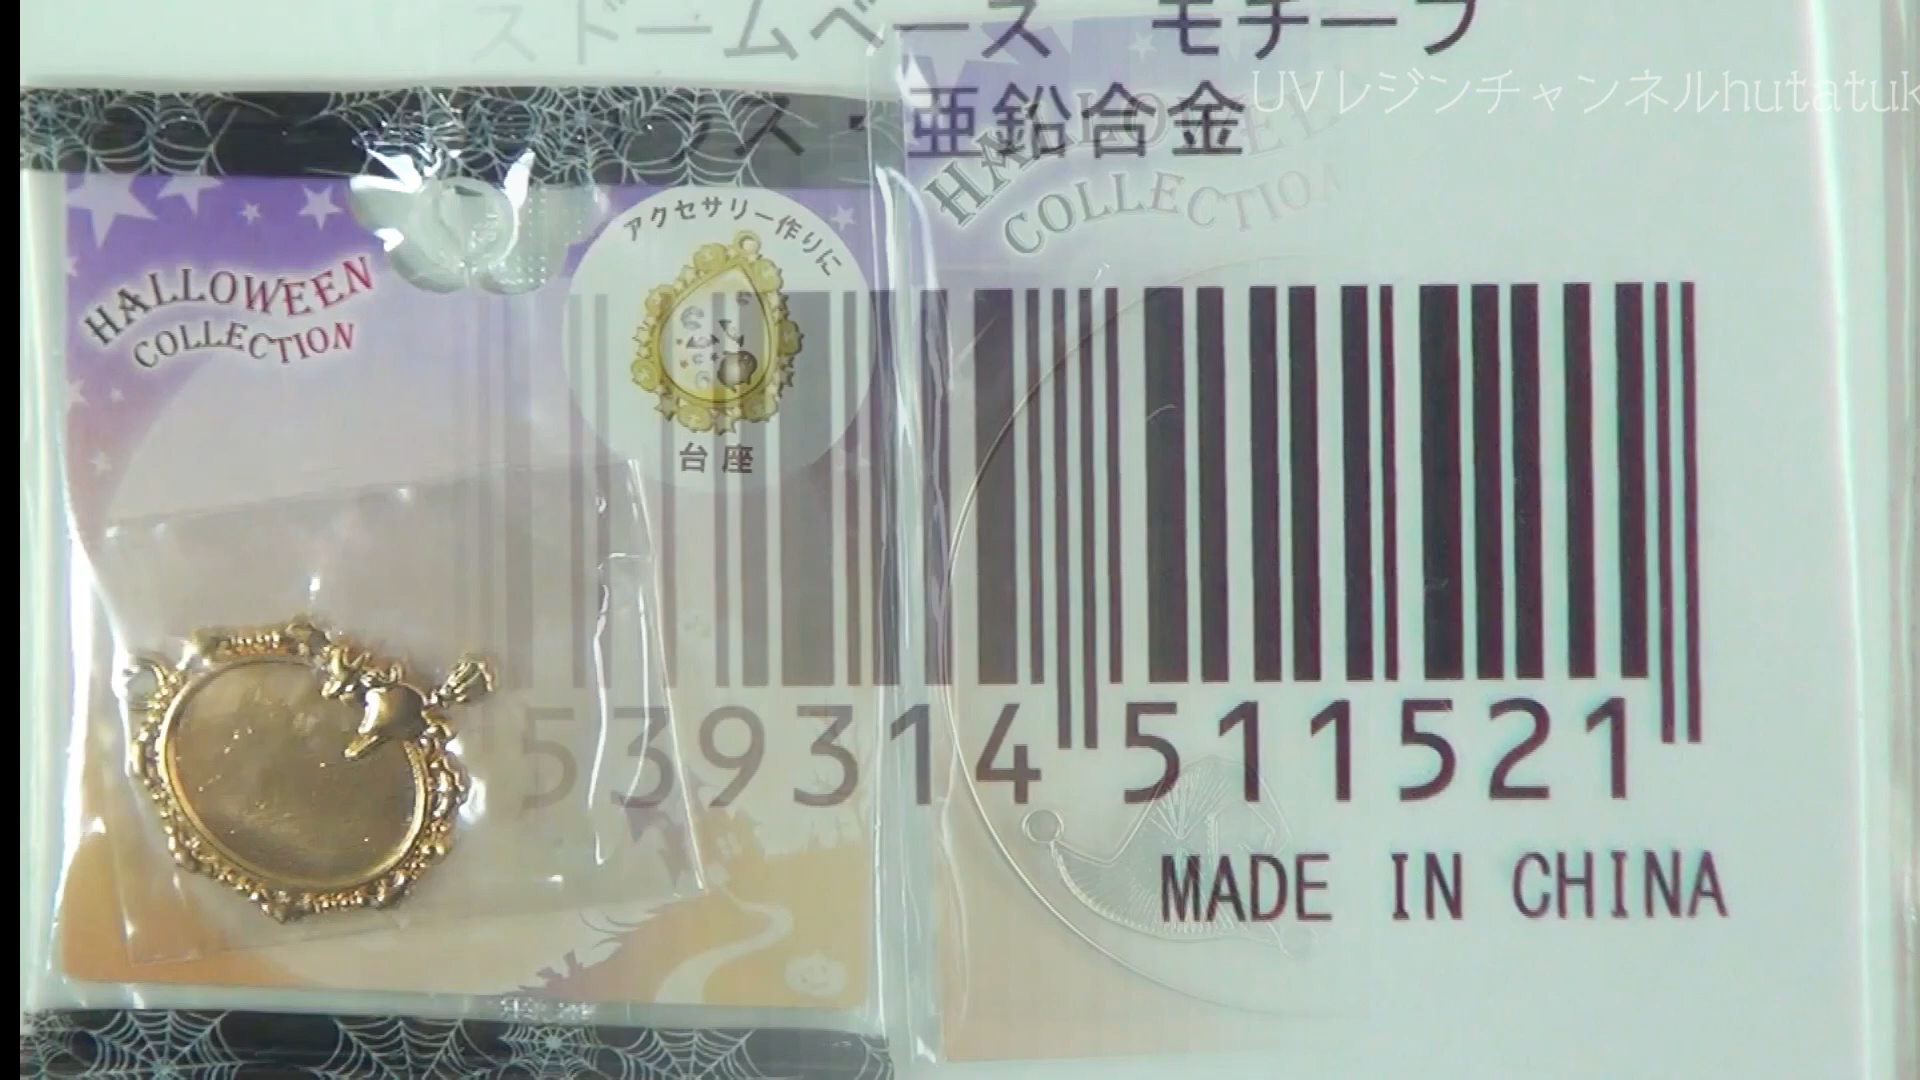 スドームベース モチーフ
ス・亜鉛合金
UVレジンチャンネルhutatuk
HALLOWEEN
COLLECTION
アクセサリー作りに
台座
HALLOWEE
COLLECTION
539314 511521
MADE IN CHINA